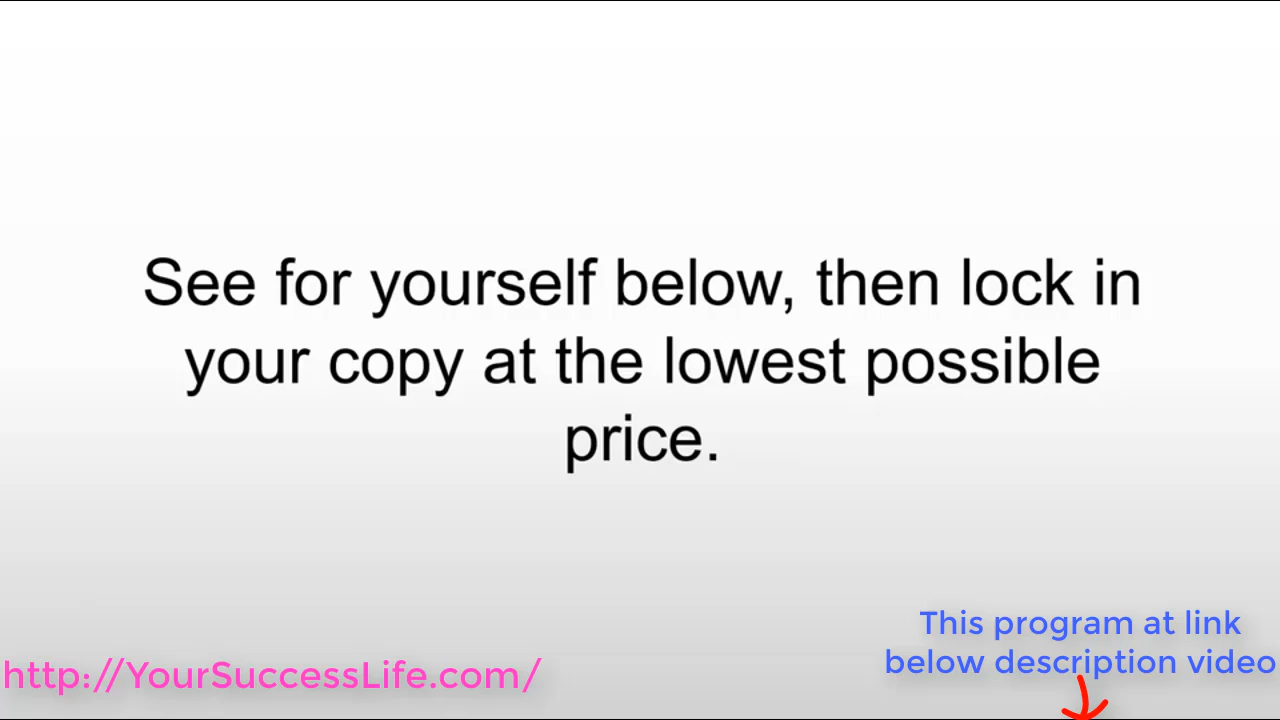 See for yourself below, then lock in
your copy at the lowest possible
price.
This program at link
below description video
http://YourSuccessLife.com/